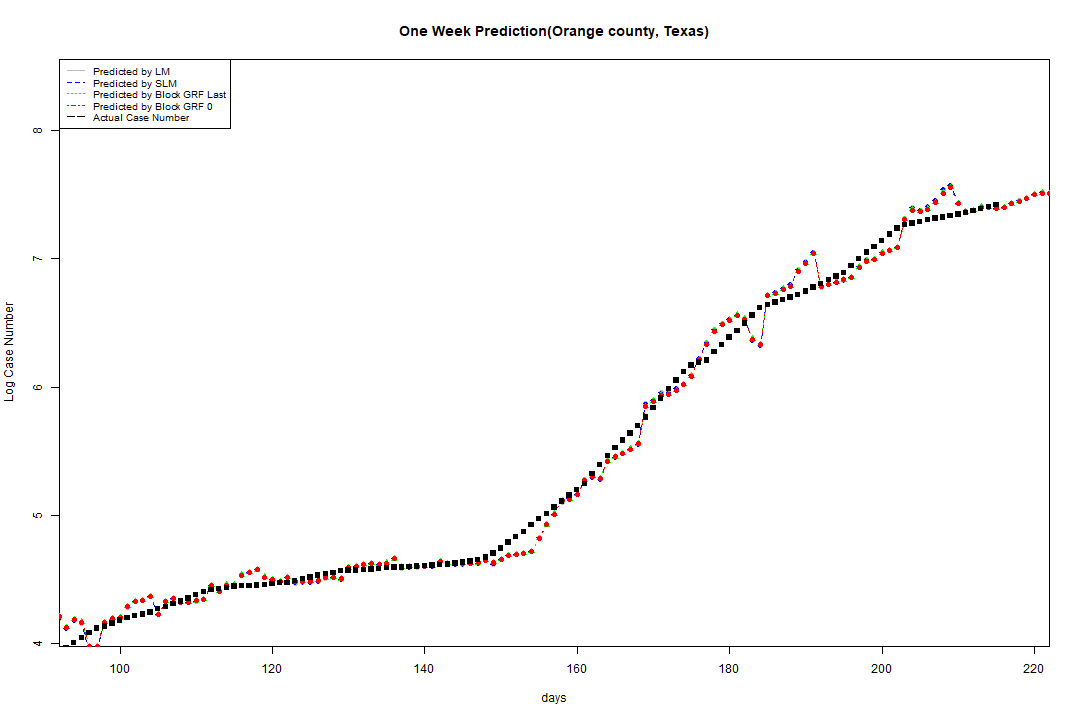 One Week Prediction(Orange county, Texas)
Predicted by LM
Predicted by SLM
Predicted by Block GRF Last
Predicted by Block GRF 0
Actual Case Number
8
7
6
5
4
Log Case Number
100
120
140
160
180
200
220
days